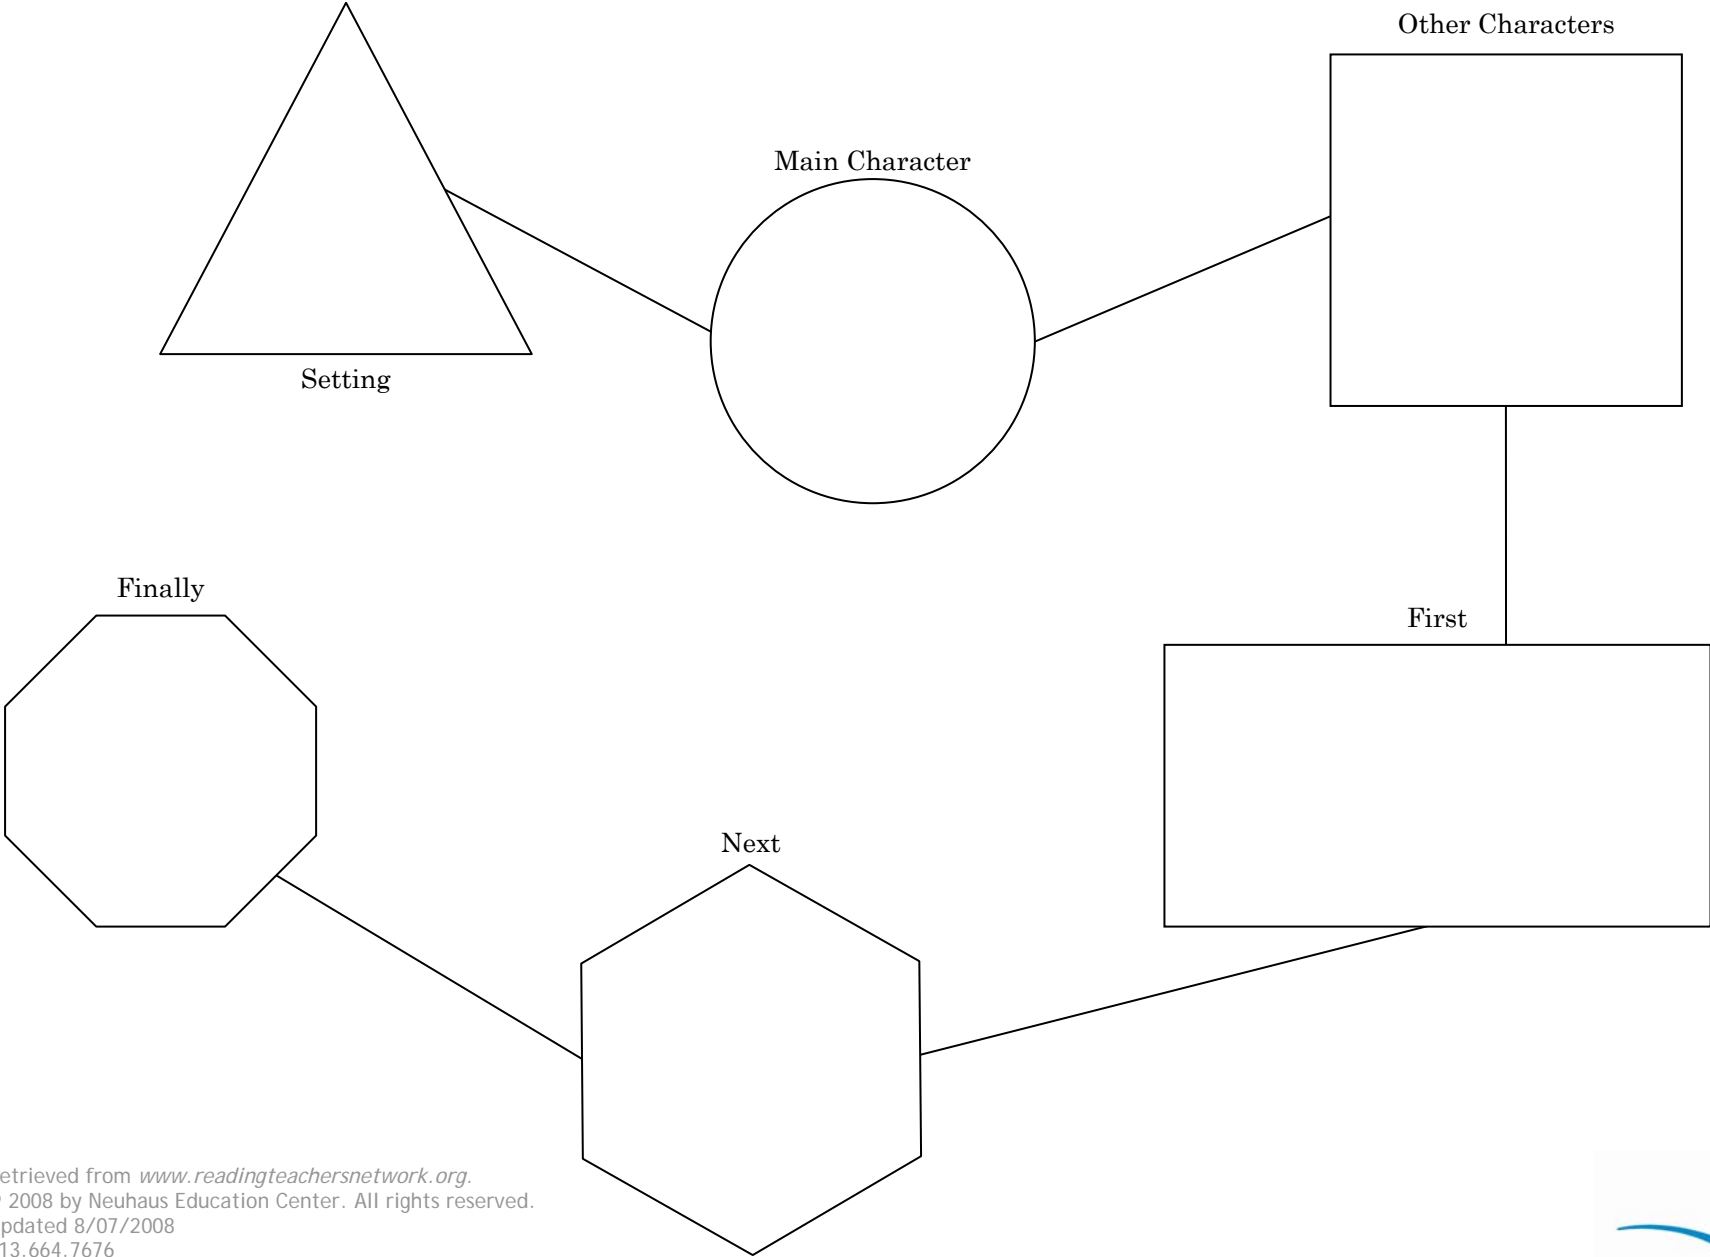 Other Characters
Main Character
Setting
Finally
First
Next
etrieved from www.readingteachersnetwork.org.
2008 by Neuhaus Education Center. All rights reserved.
pdated 8/07/2008
13.664.7676